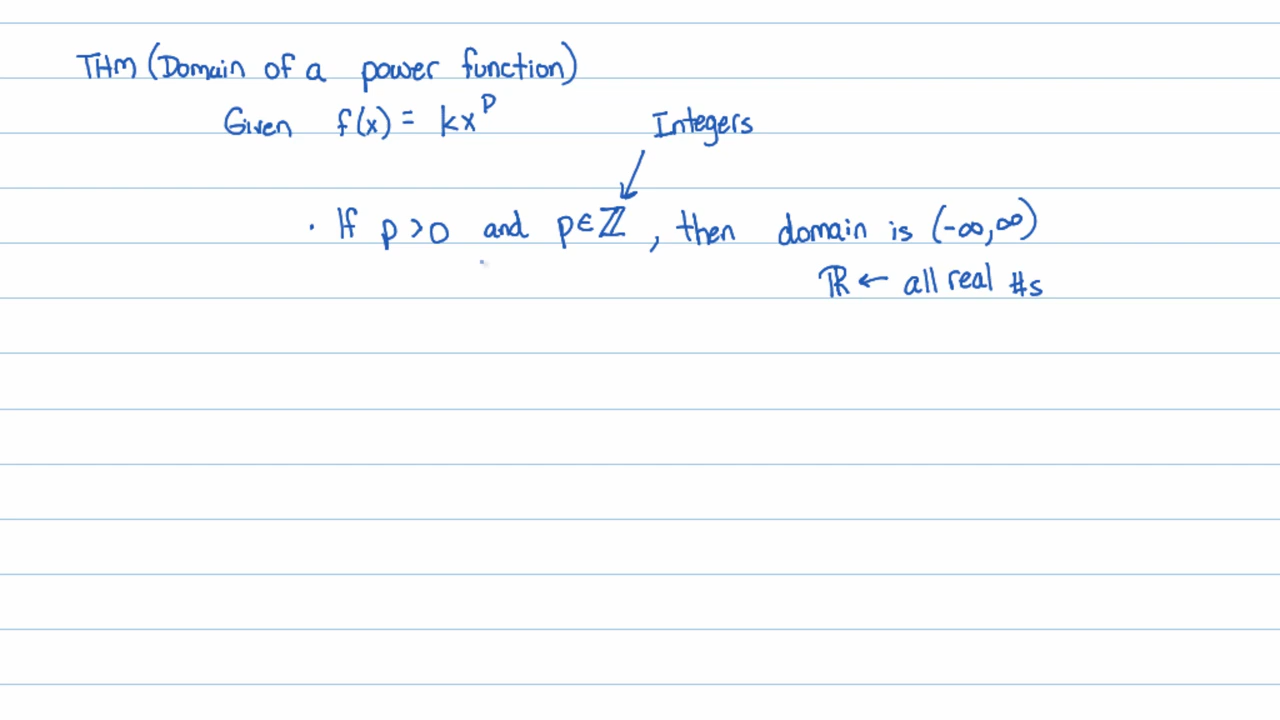 THM (Domain of a power function)
Given f(x) = kx^p
Integers
· If p > 0 and p ∈ ℤ, then domain is (-∞, ∞)
ℝ ← all real #s